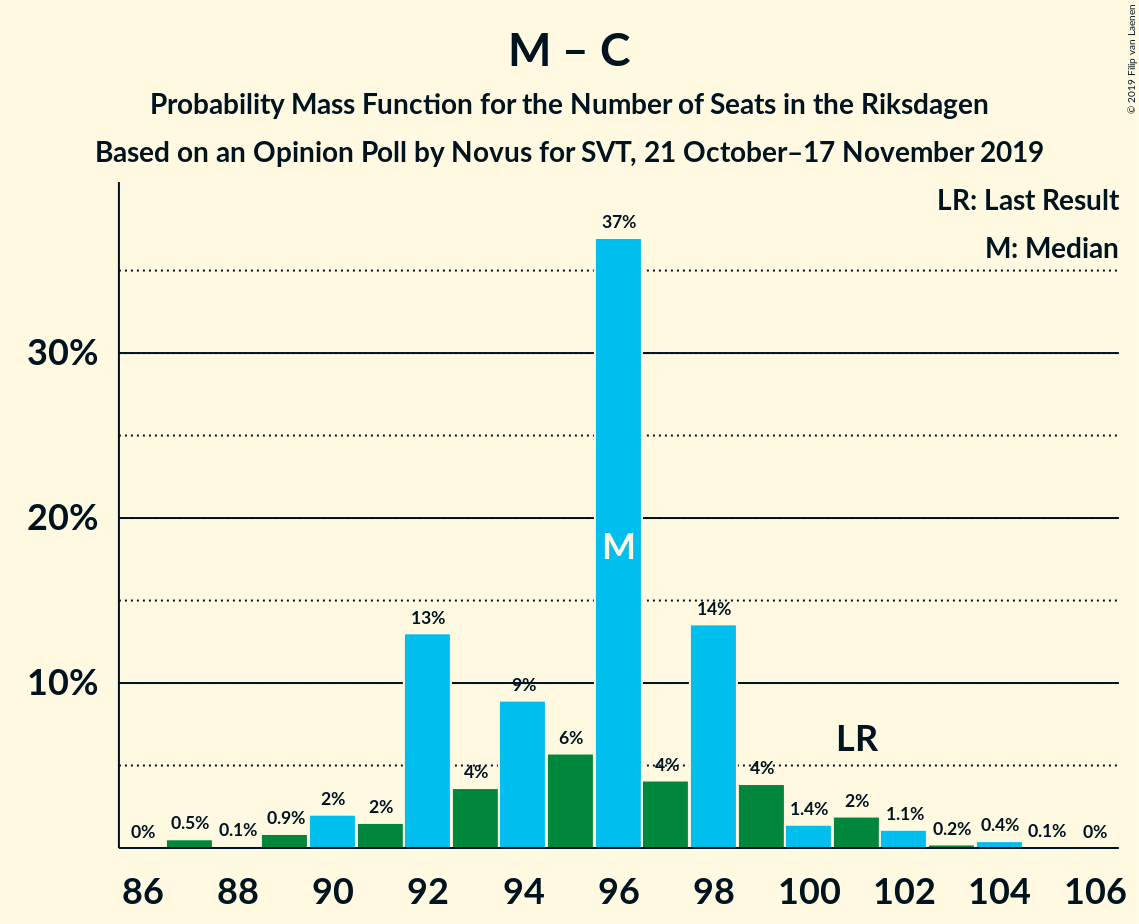 © 2019 Filip van Laenen
M – C
Probability Mass Function for the Number of Seats in the Riksdagen
Based on an Opinion Poll by Novus for SVT, 21 October–17 November 2019
LR: Last Result
M: Median
37%
30%
20%
M
14%
13%
10%
9%
LR
6%
4%
4%
4%
2%
2%
1.4%
2%
1.1%
0%
0.5%
0.1%
0.9%
0.2%
0.4%
0.1%
0%
86 88 90 92 94 96 98 100 102 104 106